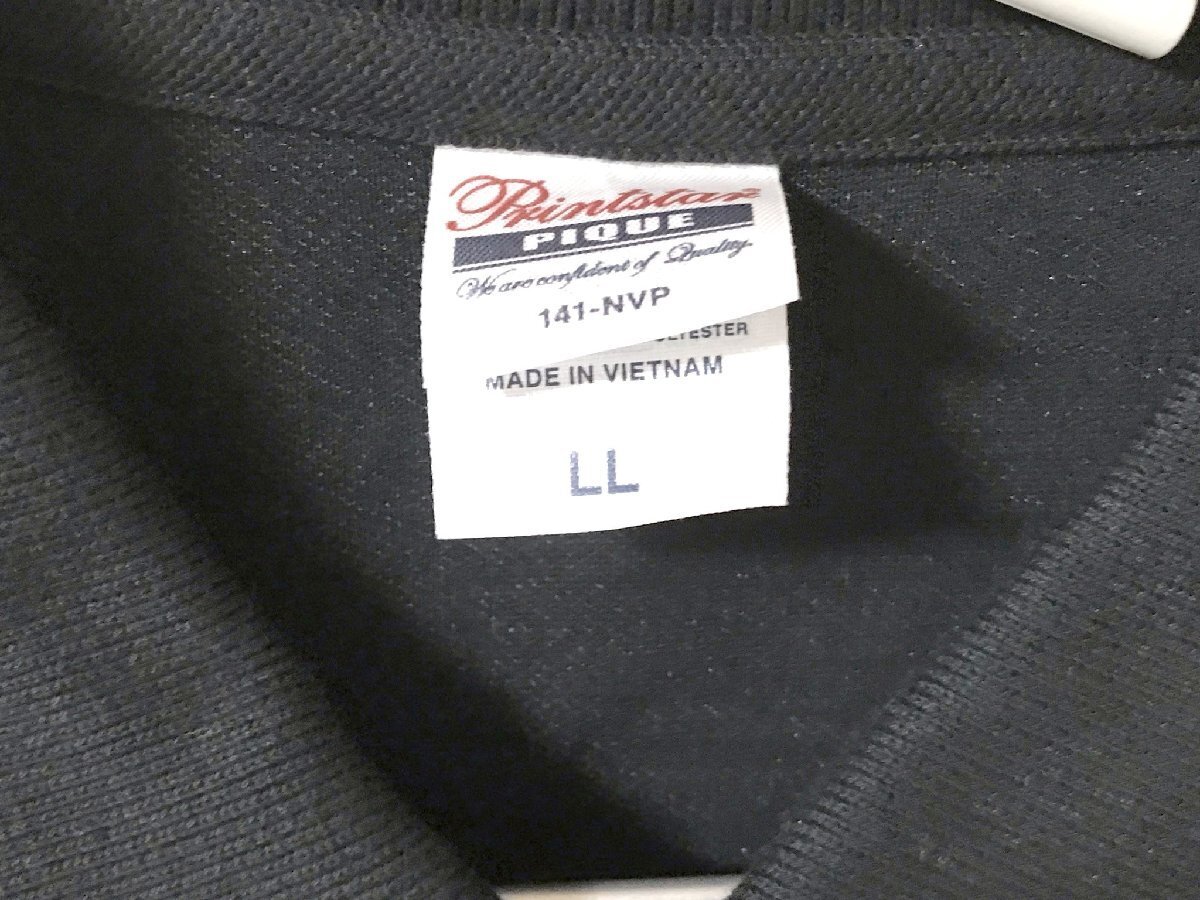 Printstar
PIQUE
We are confident of Quality.
141-NVP
MADE IN VIETNAM
LL